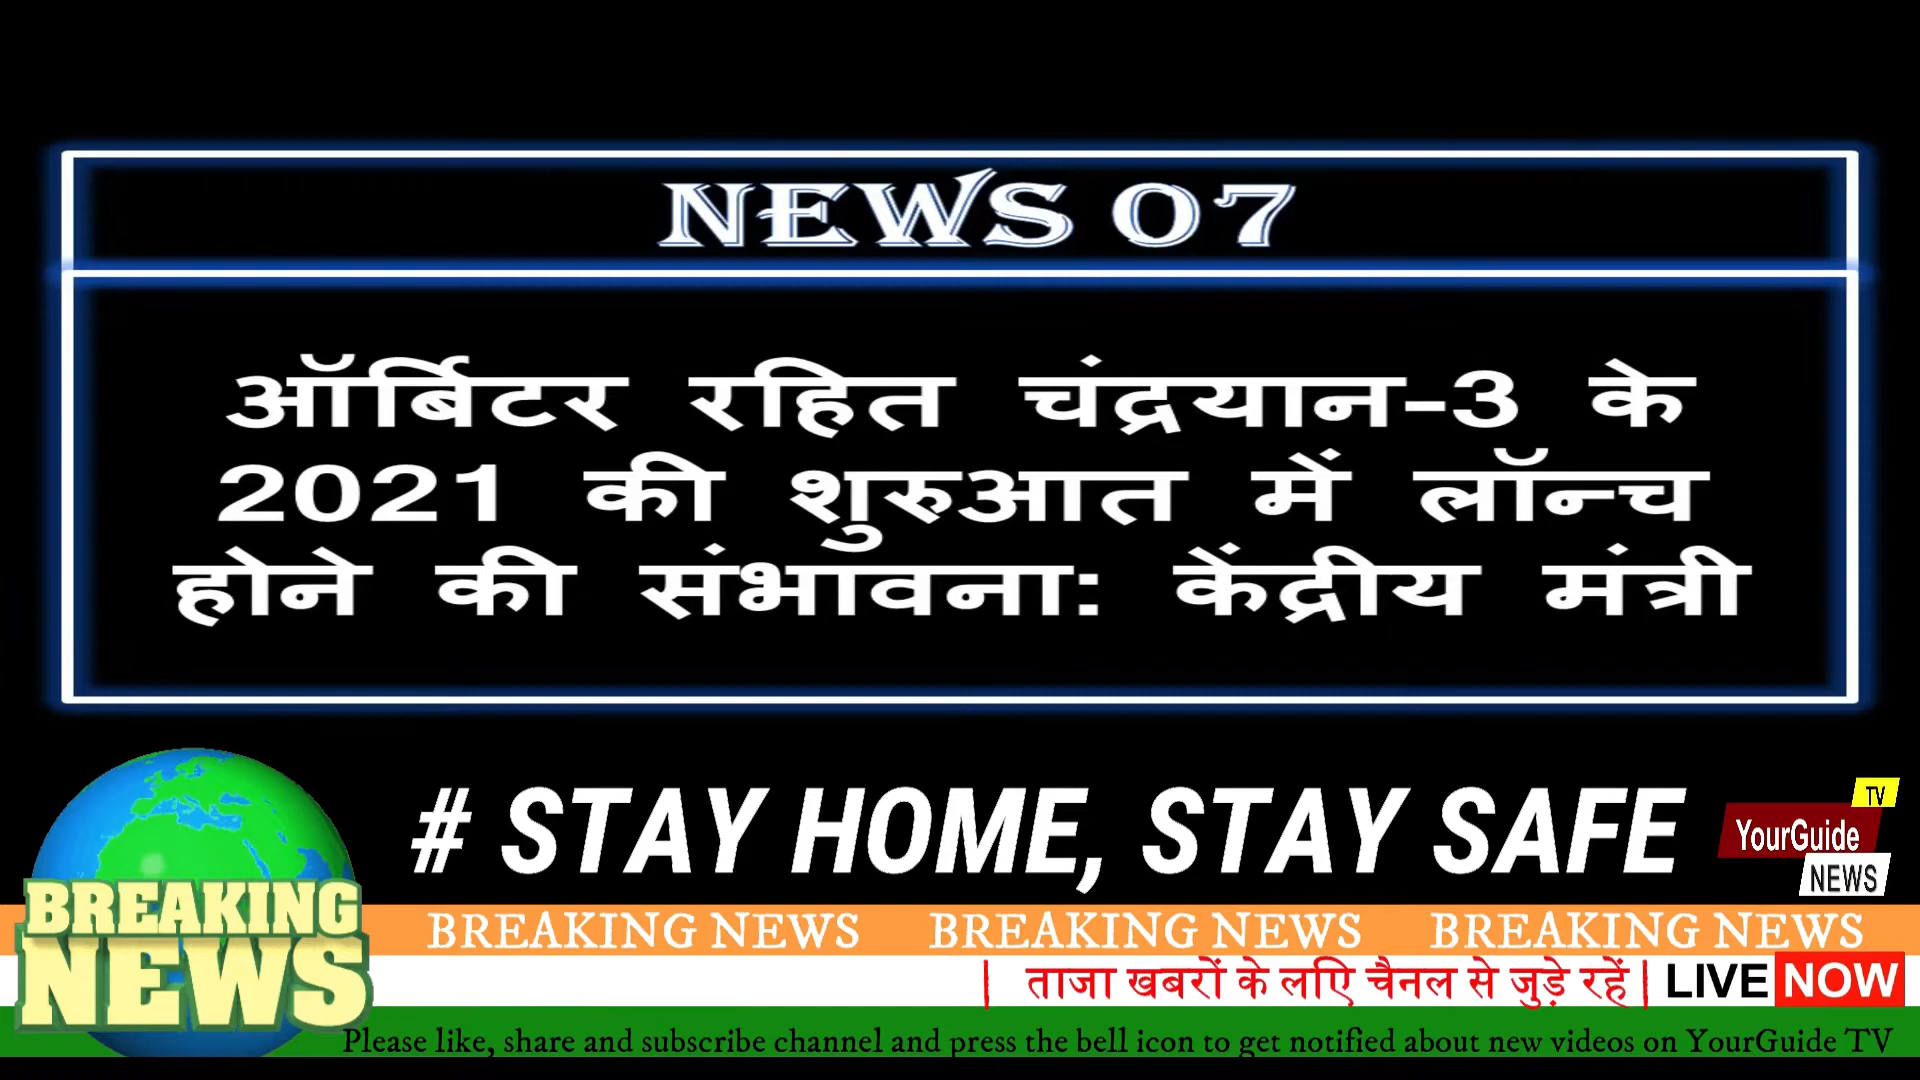 NEWS 07
ऑर्बिटर रहित चंद्रयान-3 के
2021 की शुरुआत में लॉन्च
होने की संभावना: केंद्रीय मंत्री
# STAY HOME, STAY SAFE
TV
YourGuide
NEWS
BREAKING
NEWS
BREAKING NEWS BREAKING NEWS BREAKING NEWS
| ताजा खबरों के लिए चैनल से जुड़े रहें | LIVE NOW
Please like, share and subscribe channel and press the bell icon to get notified about new videos on YourGuide TV